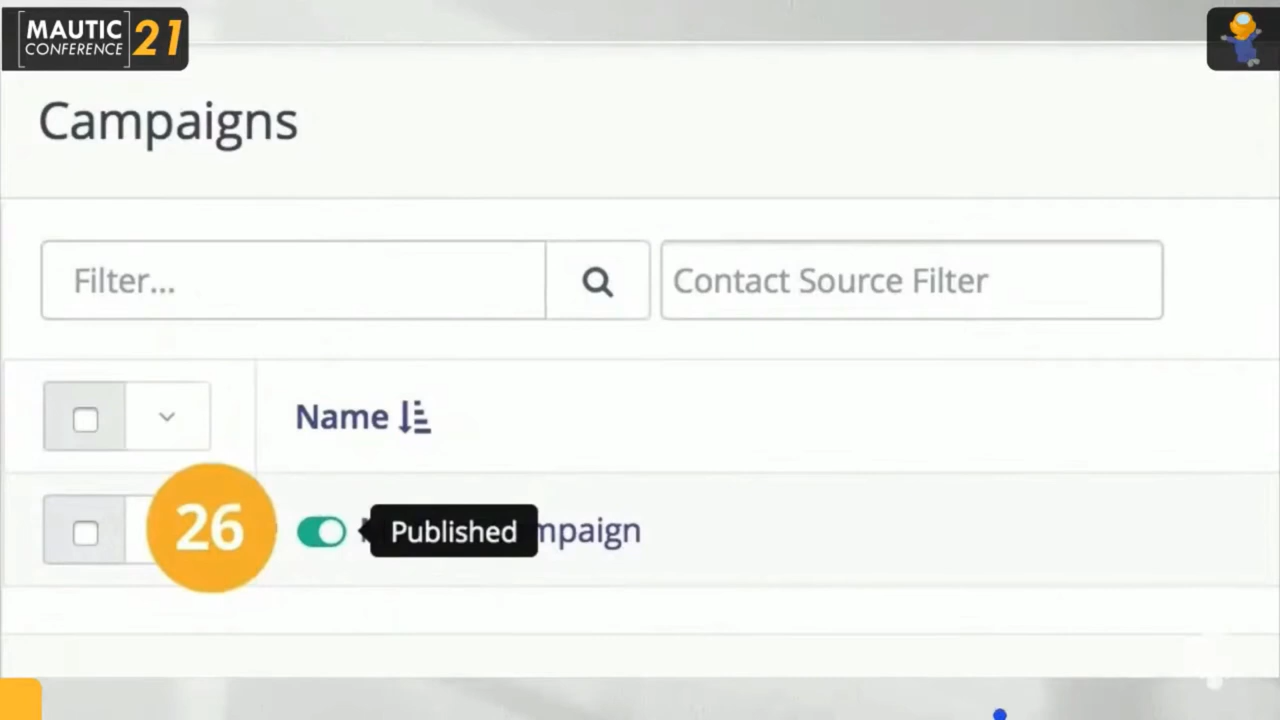 MAUTIC
CONFERENCE 21
Campaigns
Filter...
Contact Source Filter
Name
26
Published mpaign